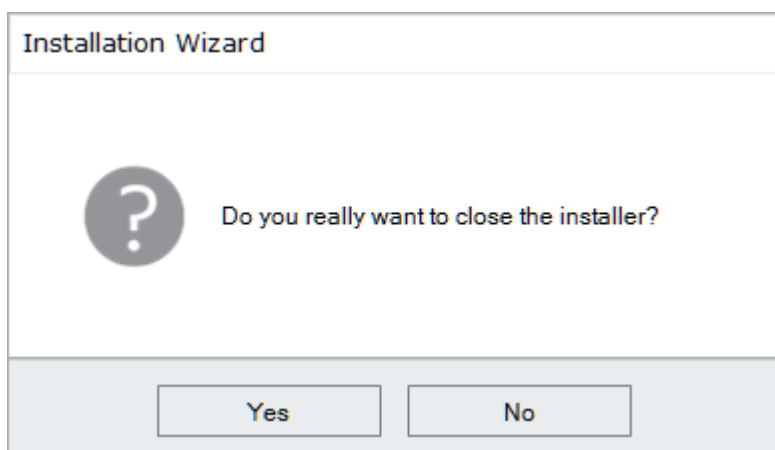 Installation Wizard
Do you really want to close the installer?
Yes
No